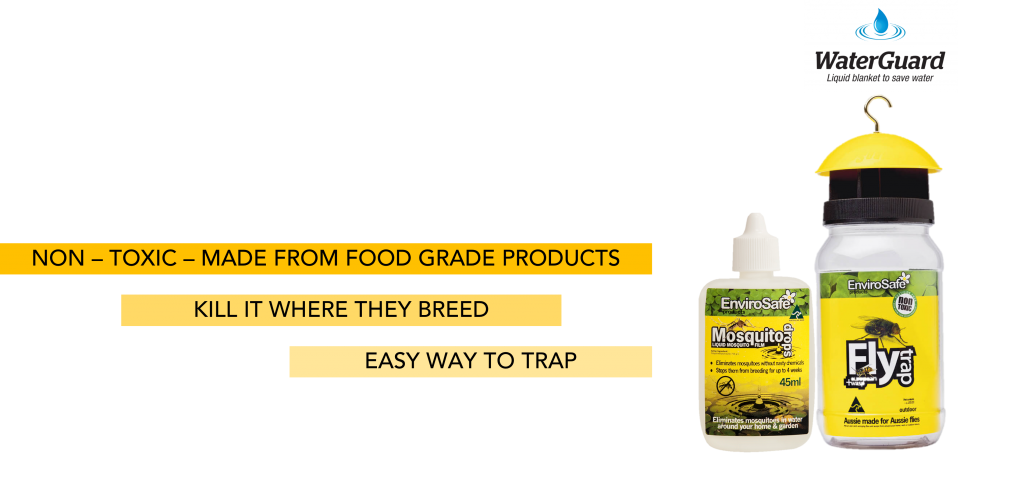 WaterGuard
Liquid blanket to save water
NON – TOXIC – MADE FROM FOOD GRADE PRODUCTS
KILL IT WHERE THEY BREED
EASY WAY TO TRAP
EnviroSafe
products
Mosquito drops
LIQUID MOSQUITO FILM
Eliminates mosquitoes without nasty chemicals
Stops them from breeding for up to 4 weeks
45ml
Eliminates mosquitoes in water
around your home & garden
EnviroSafe
NON
TOXIC
Fly trap
outdoor
Aussie made for Aussie flies